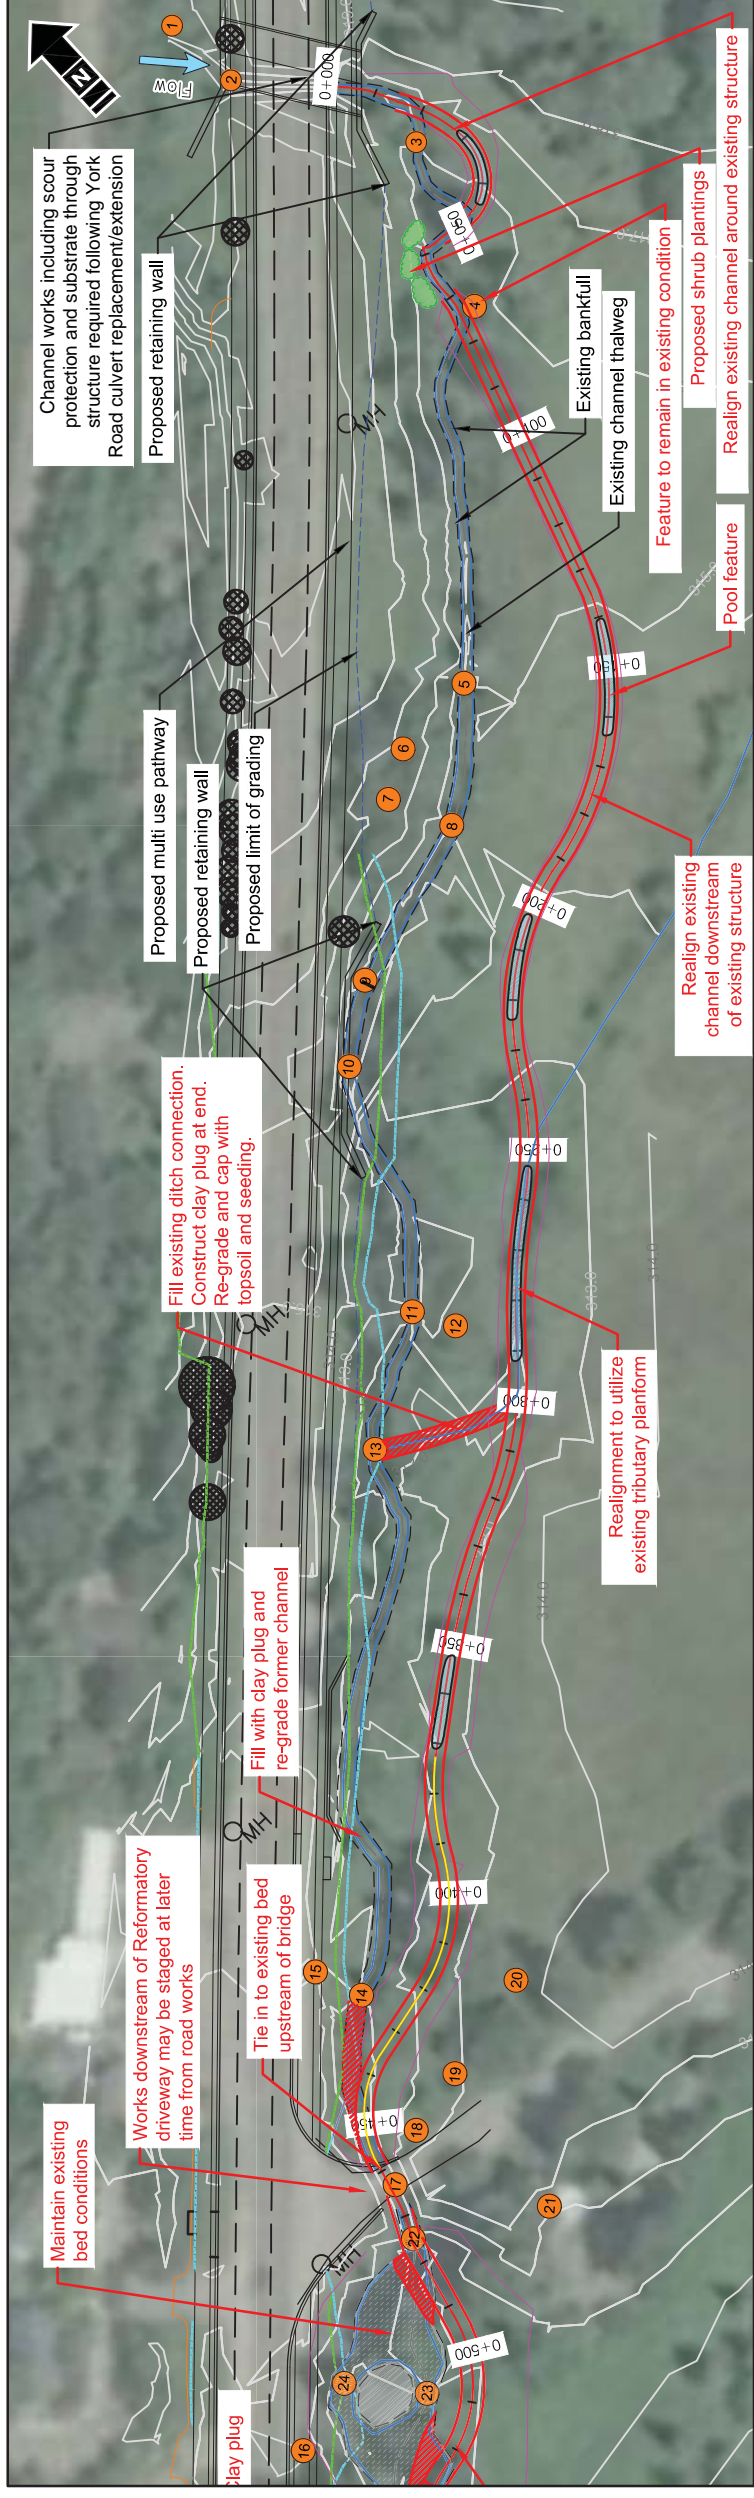 1
N
Flow
2
0+000
Channel works including scour
protection and substrate through
structure required following York
Road culvert replacement/extension
Proposed retaining wall
3
0+050
4
MH
0+100
Existing bankfull
Existing channel thalweg
Feature to remain in existing condition
Proposed shrub plantings
Realign existing channel around existing structure
Pool feature
315.0
5
0+150
6
7
8
Proposed multi use pathway
Proposed retaining wall
Proposed limit of grading
Realign existing
channel downstream
of existing structure
0+200
9
10
Fill existing ditch connection.
Construct clay plug at end.
Re-grade and cap with
topsoil and seeding.
0+250
313.0
MH
11
12
13
0+300
Realignment to utilize
existing tributary planform
314.0
Fill with clay plug and
re-grade former channel
0+350
MH
0+400
Works downstream of Reformatory
driveway may be staged at later
time from road works
Tie in to existing bed
upstream of bridge
15
14
20
19
0+450
18
17
Maintain existing
bed conditions
21
22
MH
0+500
24
23
16
Clay plug